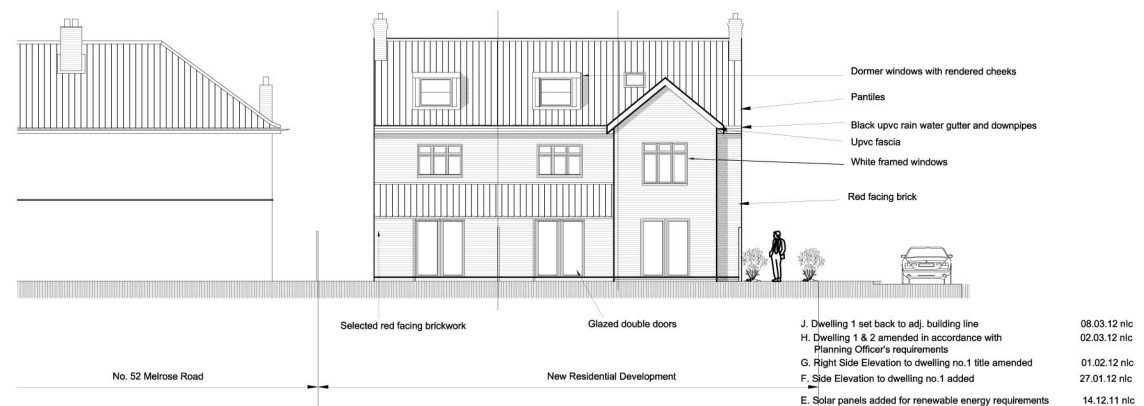 Dormer windows with rendered cheeks
Pantiles
Black upvc rain water gutter and downpipes
Upvc fascia
White framed windows
Red facing brick
Selected red facing brickwork
Glazed double doors
No. 52 Melrose Road
New Residential Development
J. Dwelling 1 set back to adj. building line 08.03.12 nlc
H. Dwelling 1 & 2 amended in accordance with 02.03.12 nlc
Planning Officer's requirements
G. Right Side Elevation to dwelling no.1 title amended 01.02.12 nlc
F. Side Elevation to dwelling no.1 added 27.01.12 nlc
E. Solar panels added for renewable energy requirements 14.12.11 nlc